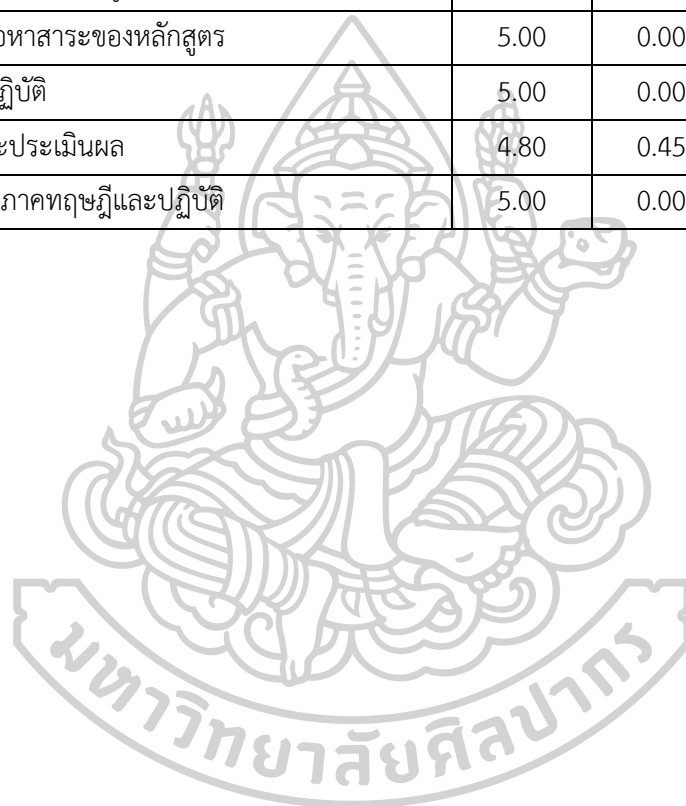 อหาสาระของหลักสูตร 5.00 0.00
ฏิบัติ 5.00 0.00
ะประเมินผล 4.80 0.45
ภาคทฤษฎีและปฏิบัติ 5.00 0.00
มหาวิทยาลัยศิลปากร